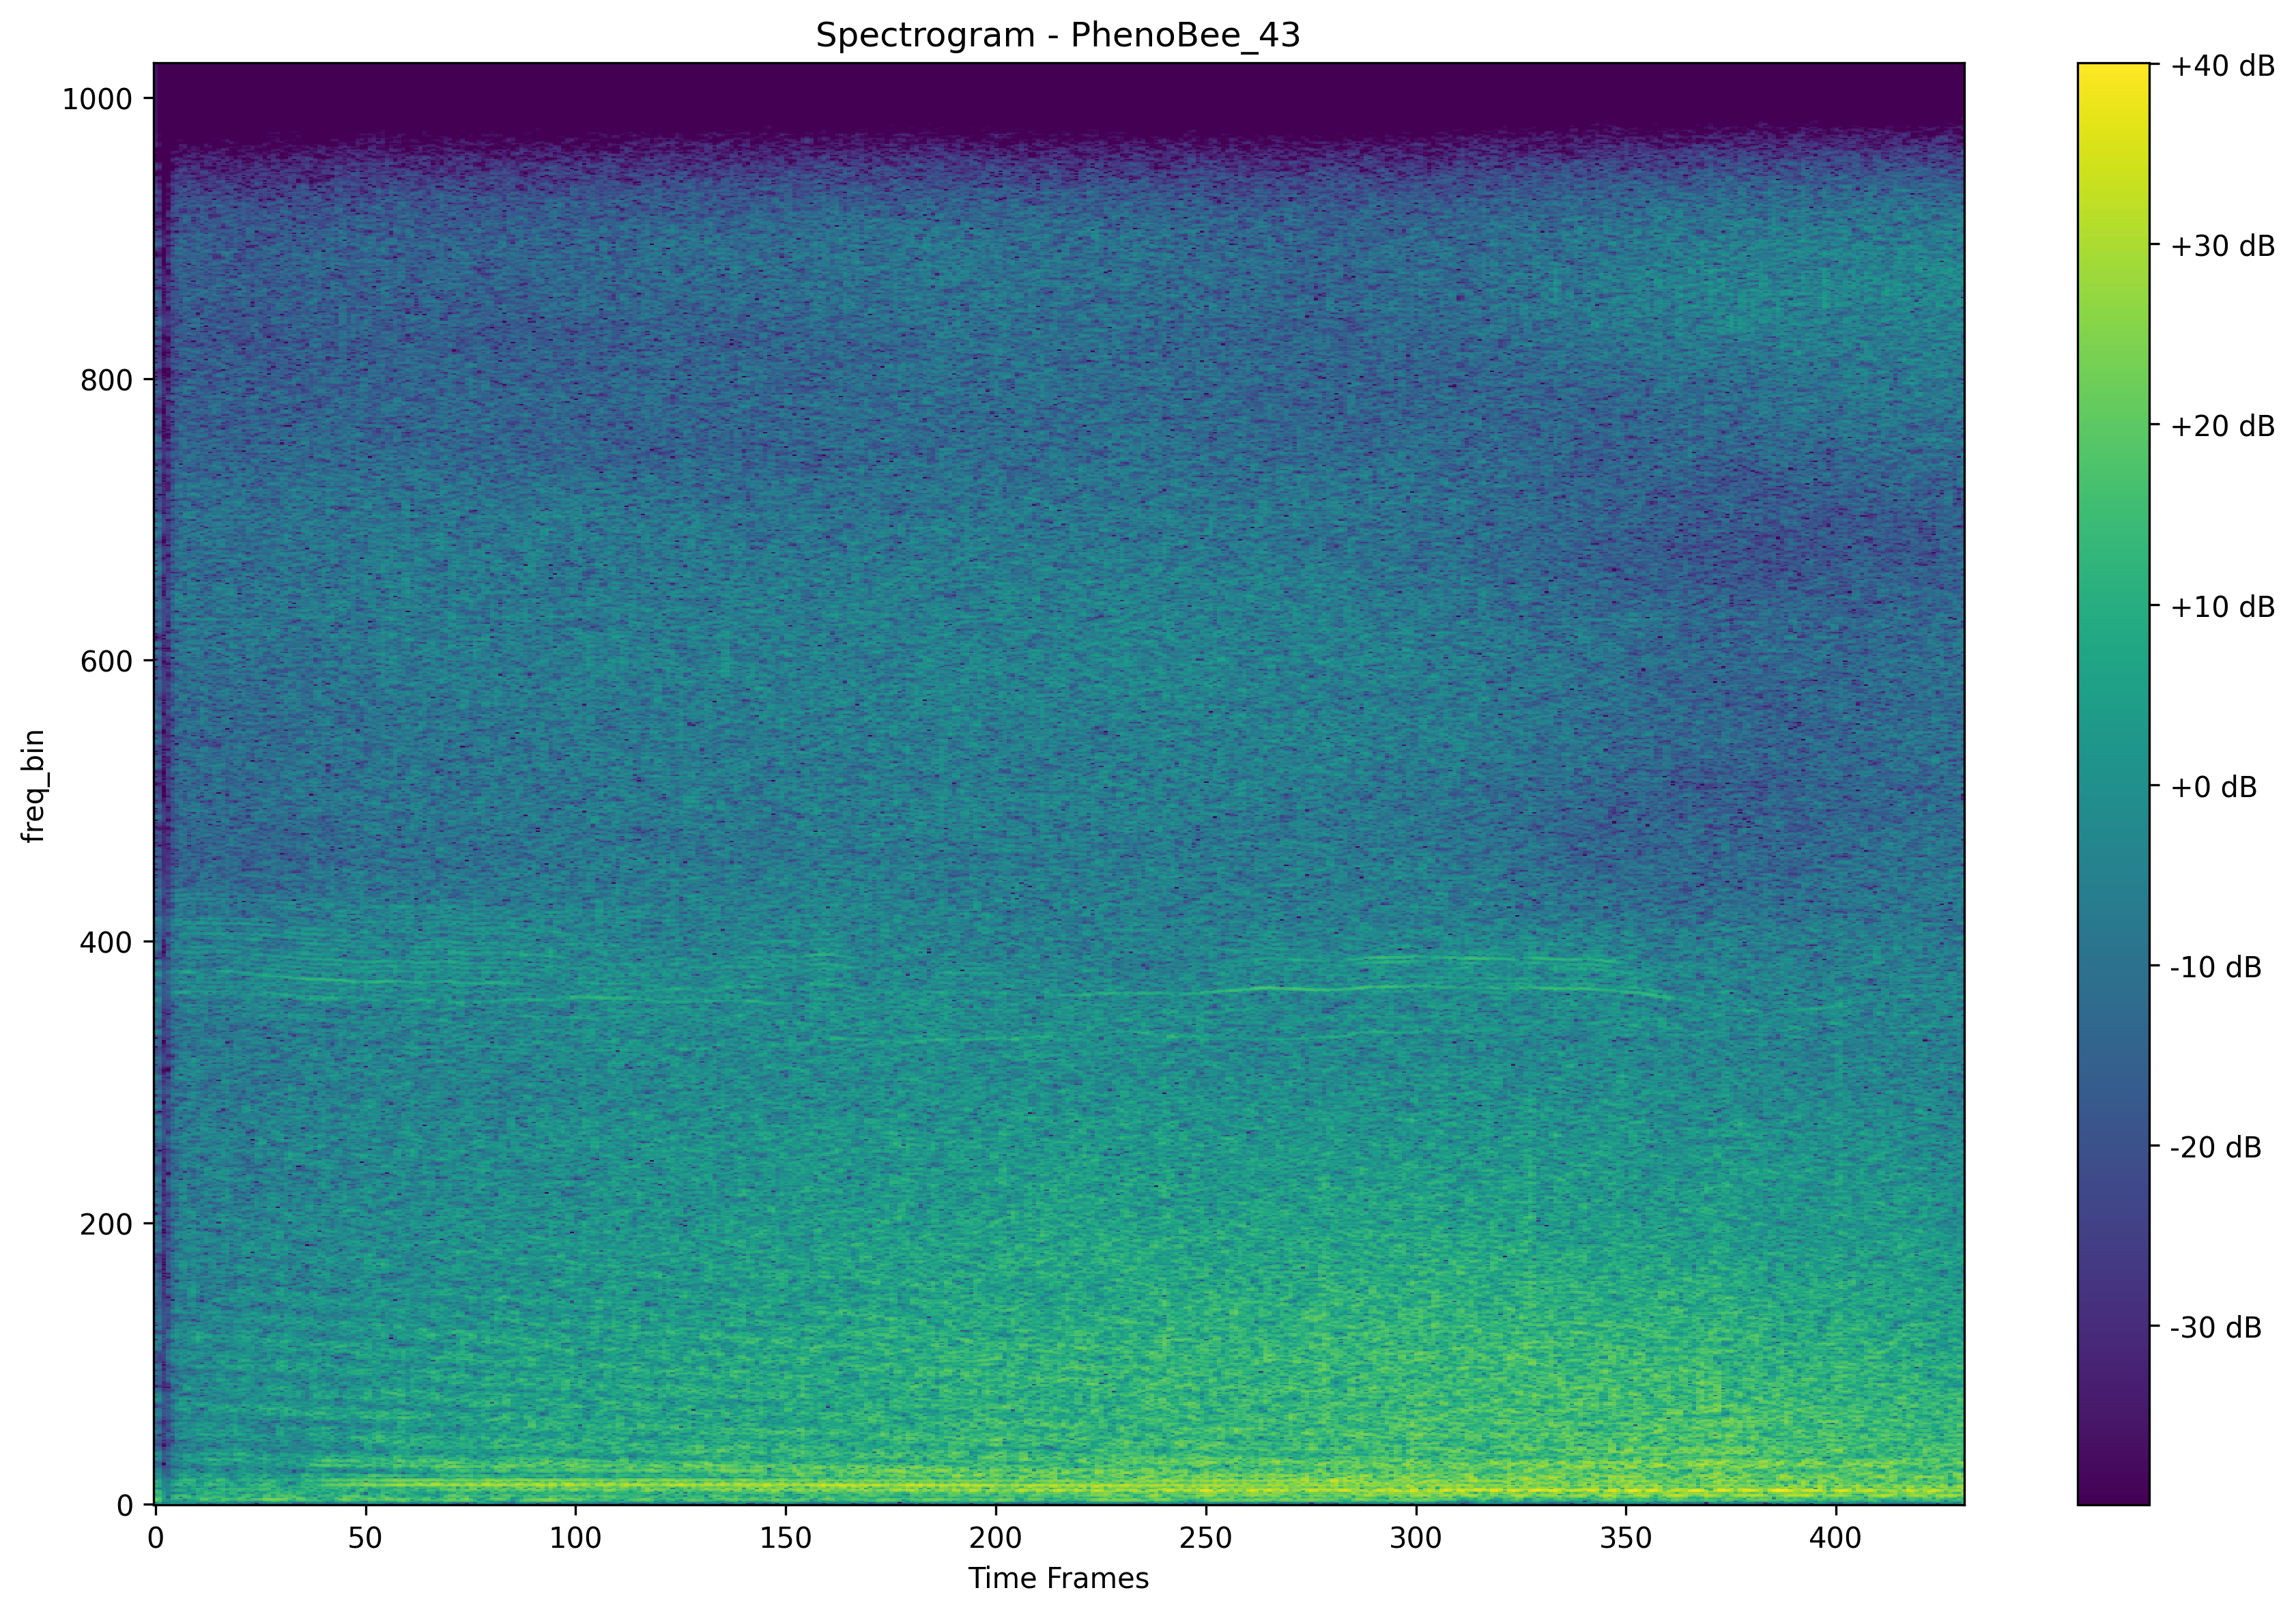 Spectrogram - PhenoBee_43
1000
800
600
400
200
0
freq_bin
0 50 100 150 200 250 300 350 400
Time Frames
+40 dB
+30 dB
+20 dB
+10 dB
+0 dB
-10 dB
-20 dB
-30 dB